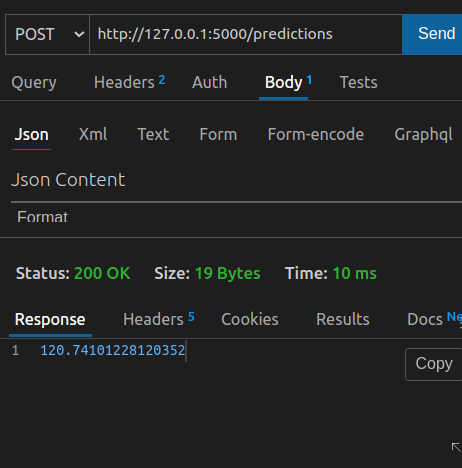 POST http://127.0.0.1:5000/predictions Send
Query Headers 2 Auth Body 1 Tests
Json Xml Text Form Form-encode Graphql
Json Content
Format
Status: 200 OK Size: 19 Bytes Time: 10 ms
Response Headers 5 Cookies Results Docs
1 120.74101228120352
Copy